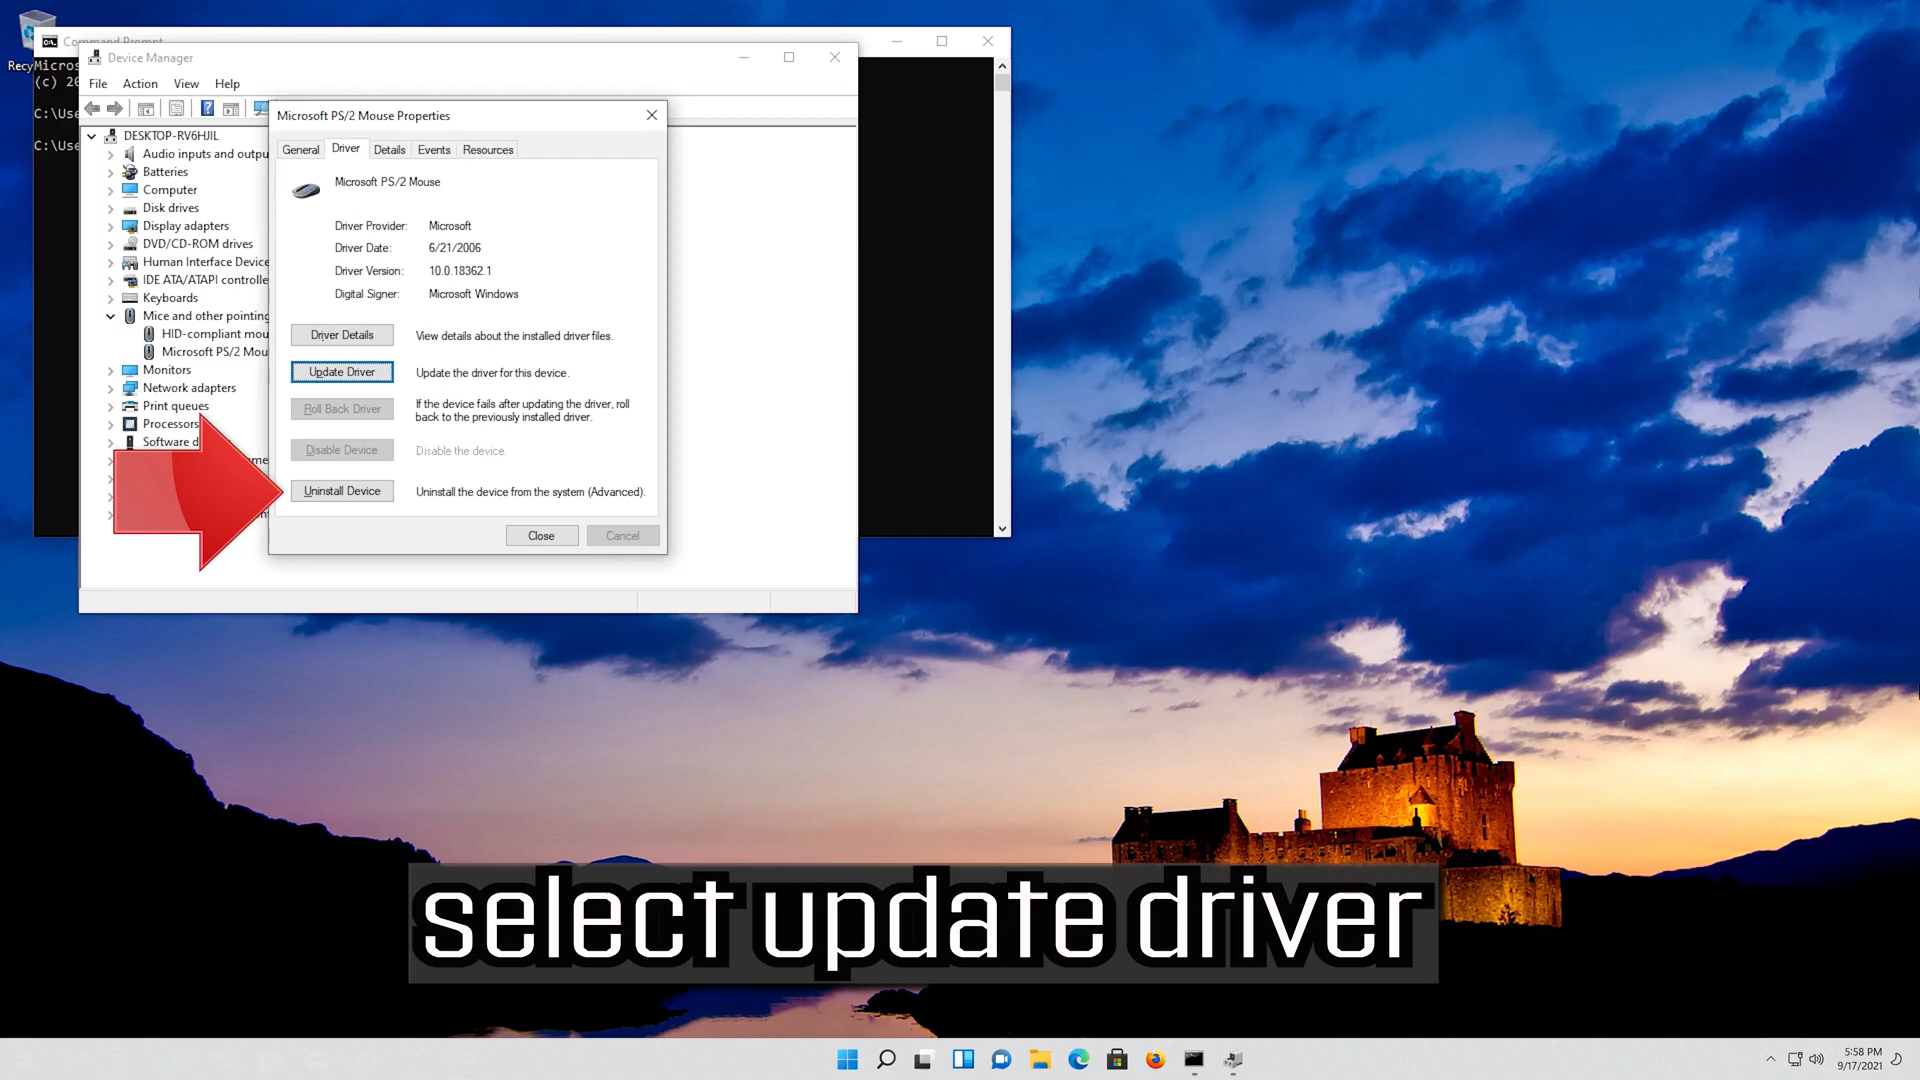 Recy
Command Prompt
Micros
(c) 20
C:\Use
C:\Use
Device Manager
File Action View Help
DESKTOP-RV6HJIL
Audio inputs and outpu
Batteries
Computer
Disk drives
Display adapters
DVD/CD-ROM drives
Human Interface Device
IDE ATA/ATAPI controlle
Keyboards
Mice and other pointing
HID-compliant mou
Microsoft PS/2 Mou
Monitors
Network adapters
Print queues
Processors
Software d
Microsoft PS/2 Mouse Properties
General Driver Details Events Resources
Microsoft PS/2 Mouse
Driver Provider: Microsoft
Driver Date: 6/21/2006
Driver Version: 10.0.18362.1
Digital Signer: Microsoft Windows
Driver Details View details about the installed driver files.
Update Driver Update the driver for this device.
Roll Back Driver If the device fails after updating the driver, roll
back to the previously installed driver.
Disable Device Disable the device.
Uninstall Device Uninstall the device from the system (Advanced).
Close Cancel
select update driver
5:58 PM
9/17/2021